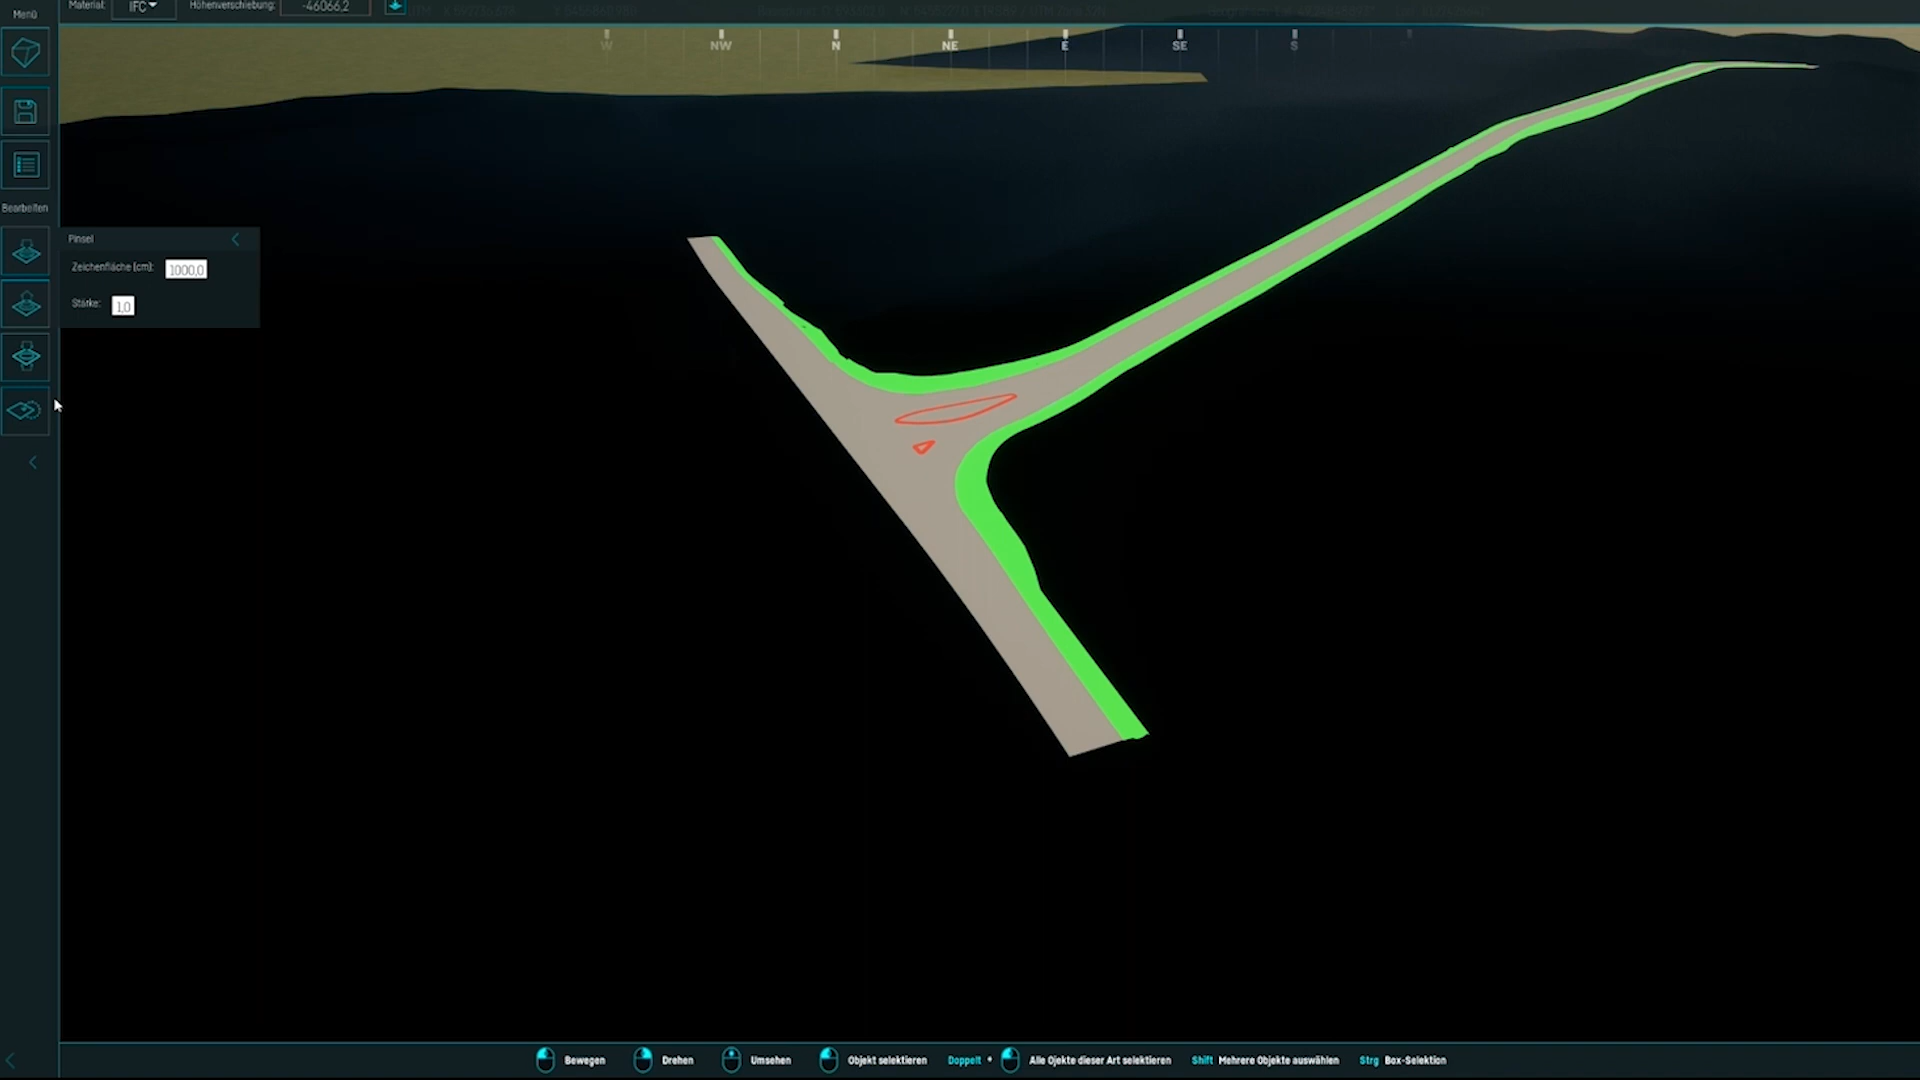 Menü
Material: IFC Höhenverschiebung: -46066,2
W NW N NE E SE S
Bearbeiten
Pinsel
Zeichenfläche (cm): 1000,0
Stärke: 1,0
Bewegen Drehen Umsehen Objekt selektieren Doppelt * Alle Ojekte dieser Art selektieren Shift Mehrere Objekte auswählen Strg Box-Selektion